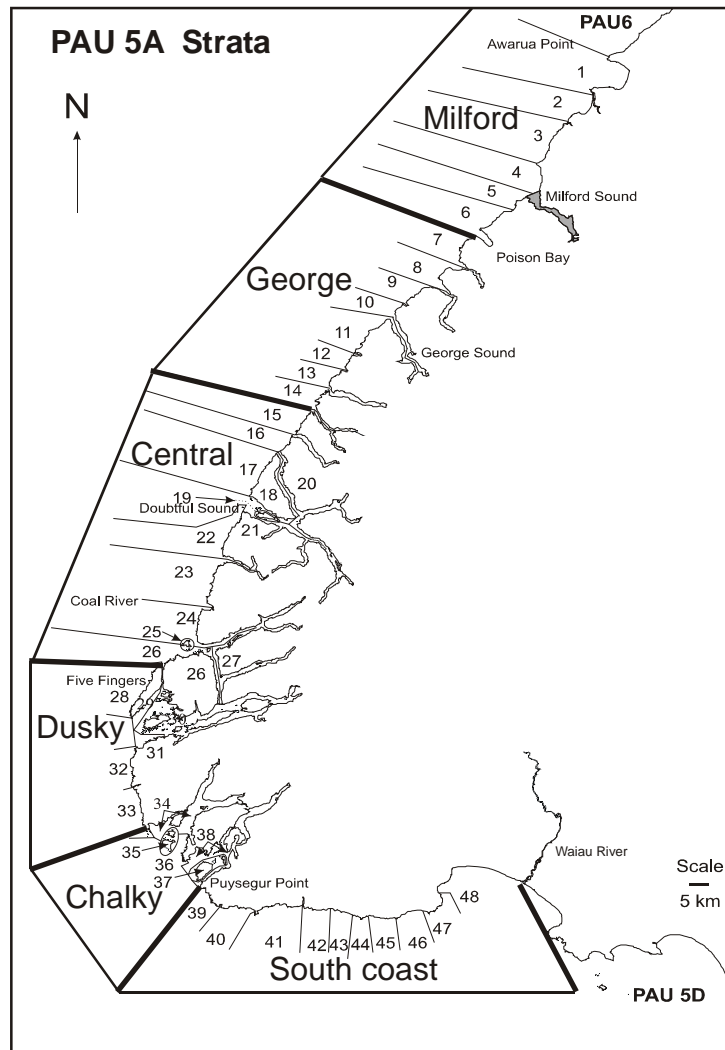 PAU 5A Strata
PAU6
Awarua Point
N
1
2
Milford
3
4
5
Milford Sound
6
7
Poison Bay
8
George
9
10
11
George Sound
12
13
14
15
16
Central
17
20
19
18
Doubtful Sound
21
22
23
Coal River
24
25
26
27
26
Five Fingers
28
29
Dusky
31
32
33
34
35
36
38
37
Puysegur Point
Chalky
Waiau River
Scale
5 km
39
40
41
42
43
44
45
46
47
48
South coast
PAU 5D